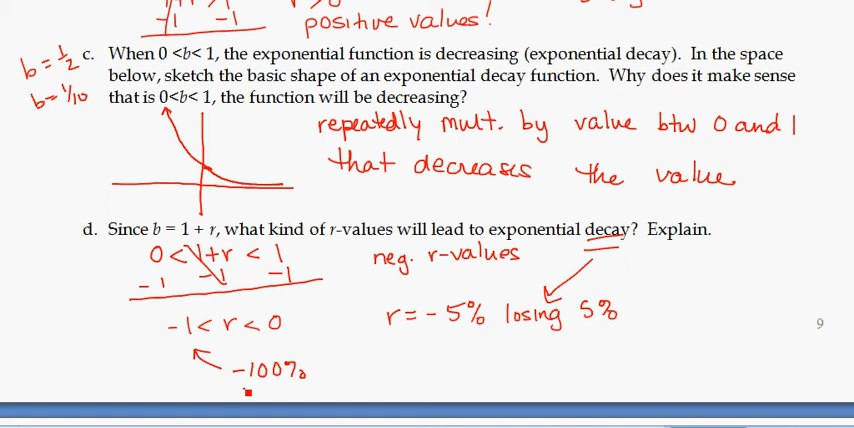 -1 -1
positive values!
b = 1/2
c. When 0 <b< 1, the exponential function is decreasing (exponential decay). In the space
below, sketch the basic shape of an exponential decay function. Why does it make sense
b = 1/10
that is 0<b< 1, the function will be decreasing?
repeatedly mult. by value btw 0 and 1
that decreases the value
d. Since b = 1 + r, what kind of r-values will lead to exponential decay? Explain.
0 < 1+r < 1
neg. r-values
-1 -1 -1
-1 < r < 0
r = - 5% losing 5%
9
-100%